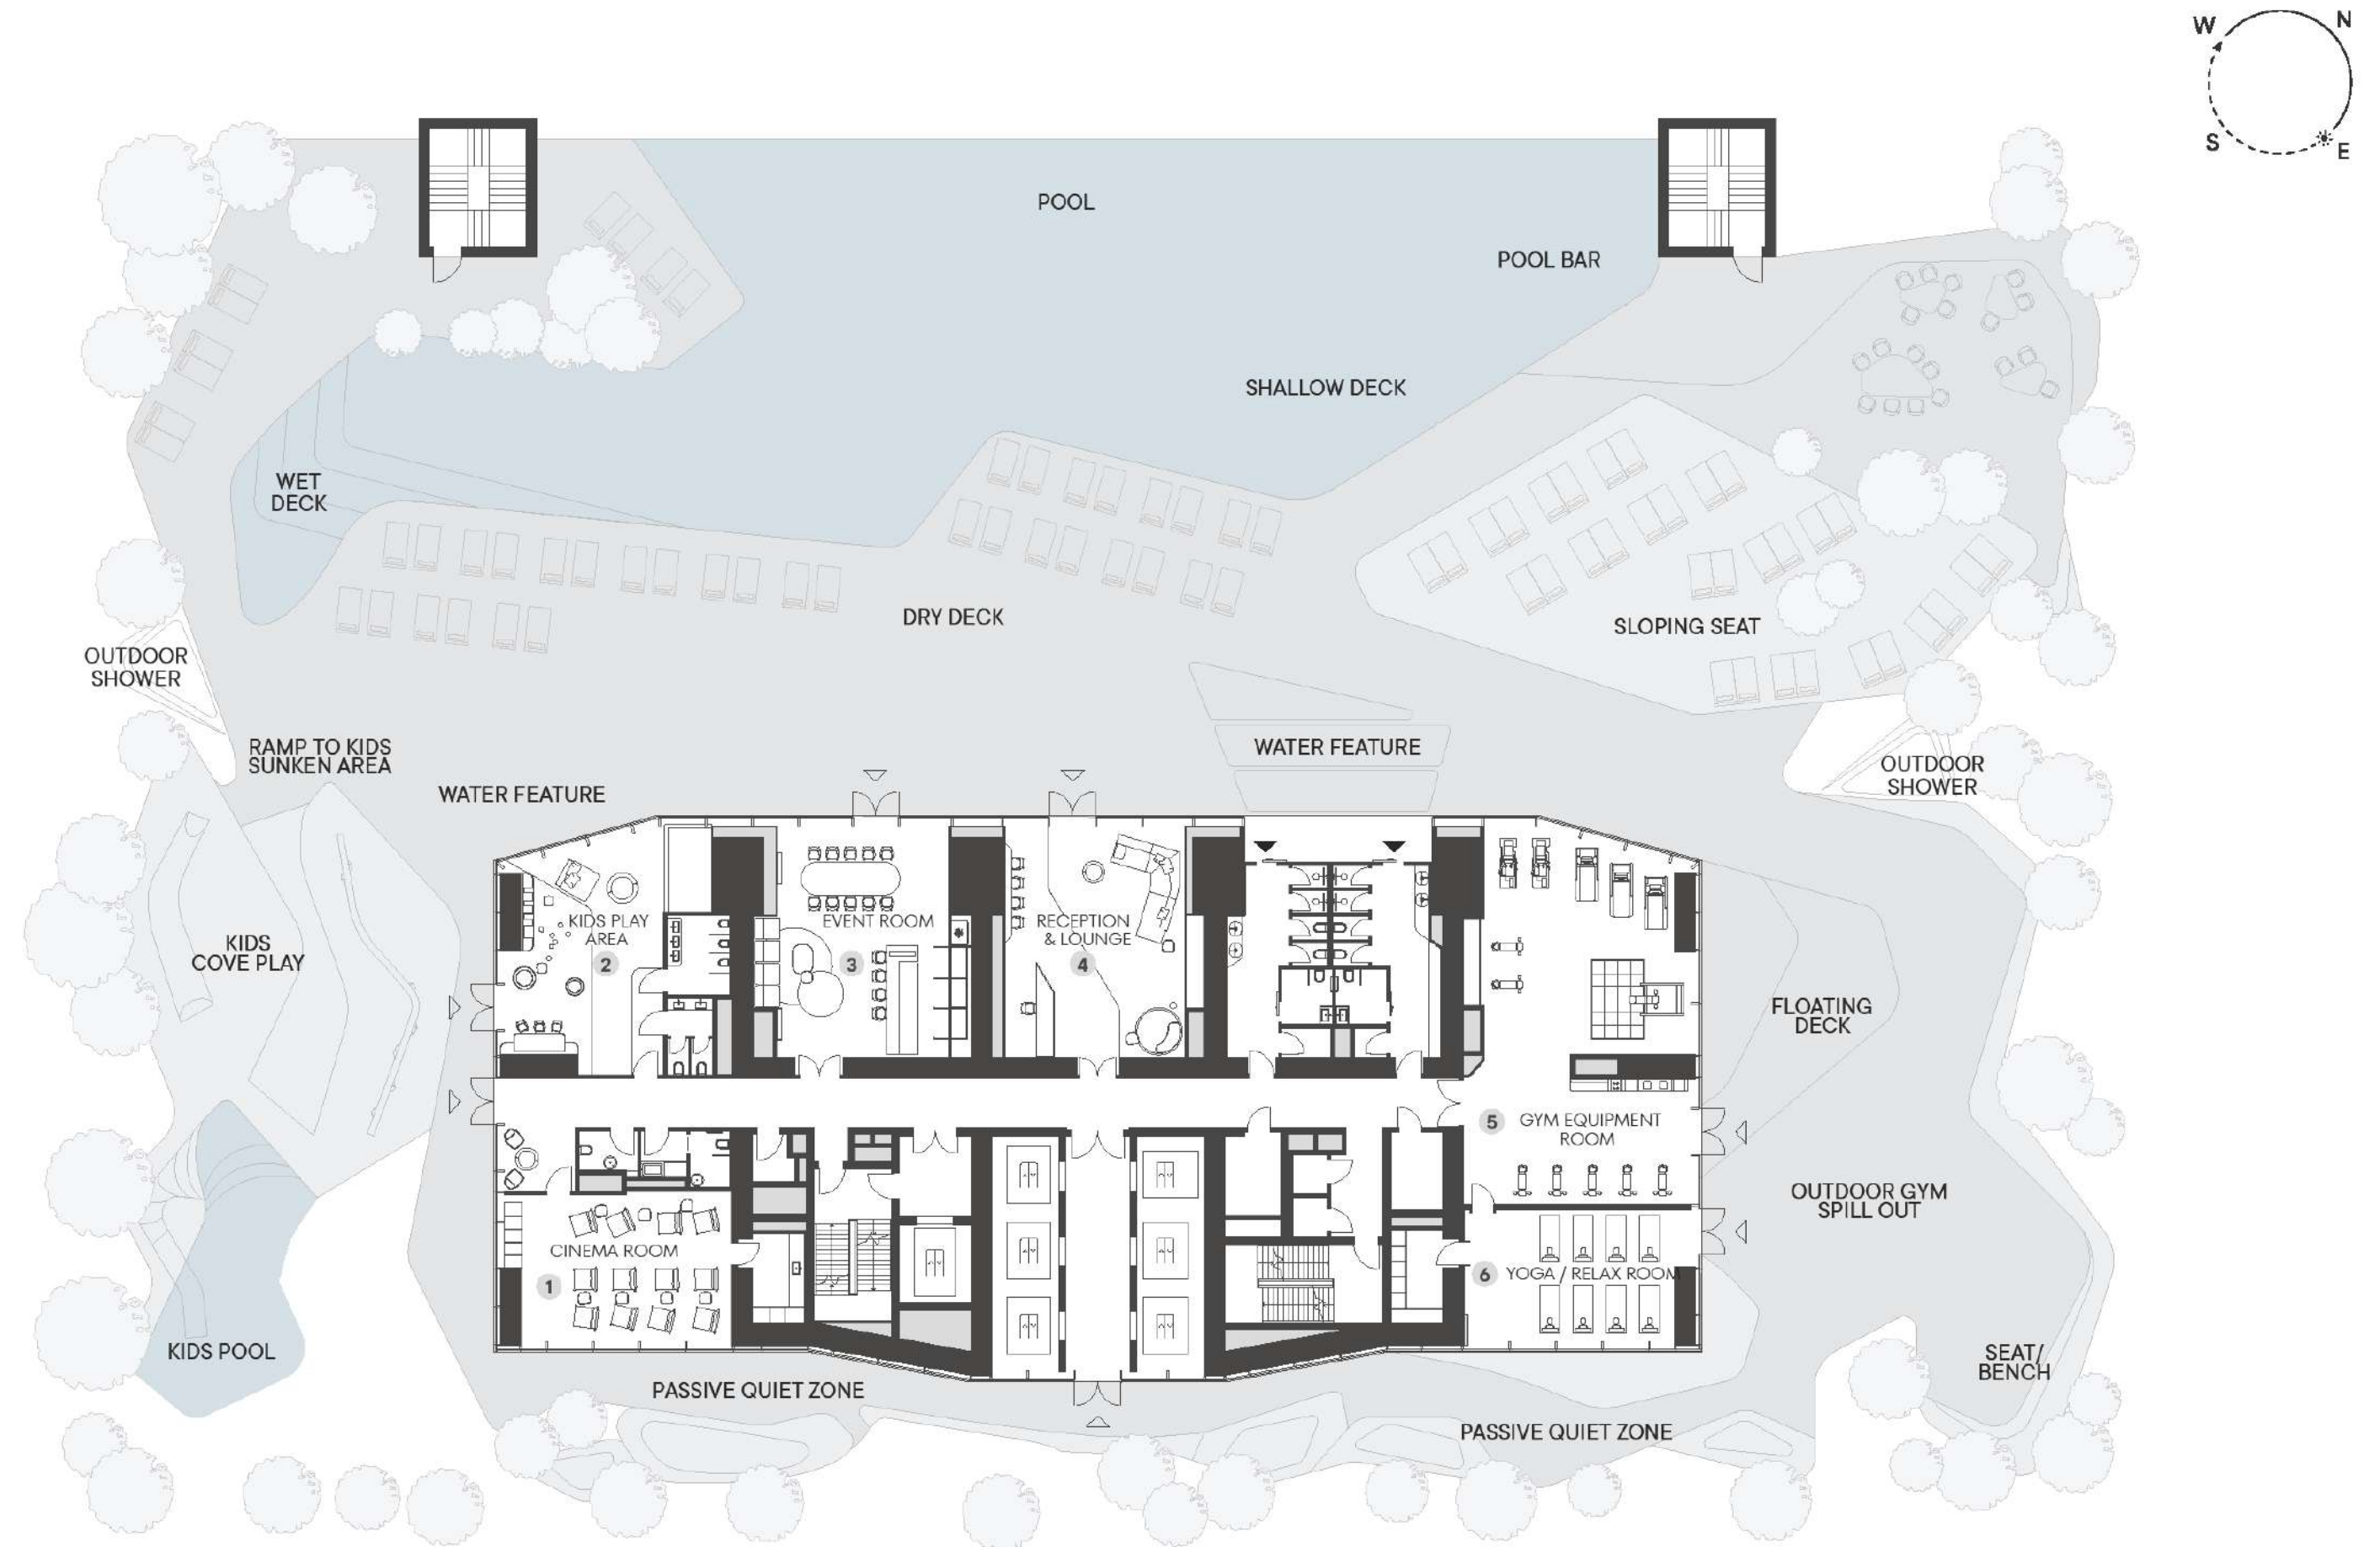 W
N
S
E
POOL
POOL BAR
SHALLOW DECK
WET
DECK
DRY DECK
SLOPING SEAT
OUTDOOR
SHOWER
RAMP TO KIDS
SUNKEN AREA
WATER FEATURE
WATER FEATURE
OUTDOOR
SHOWER
KIDS
COVE PLAY
KIDS PLAY
AREA
2
EVENT ROOM
3
RECEPTION
& LOUNGE
4
FLOATING
DECK
5
GYM EQUIPMENT
ROOM
OUTDOOR GYM
SPILL OUT
CINEMA ROOM
1
6
YOGA / RELAX ROOM
KIDS POOL
SEAT/
BENCH
PASSIVE QUIET ZONE
PASSIVE QUIET ZONE